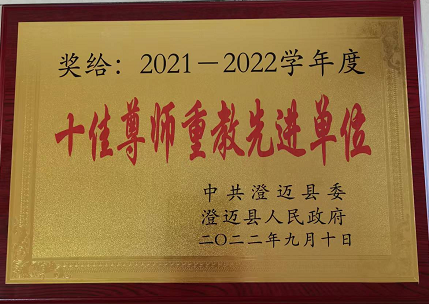 奖给：2021－2022学年度
十佳尊师重教先进单位
中共澄迈县委
澄迈县人民政府
二〇二二年九月十日